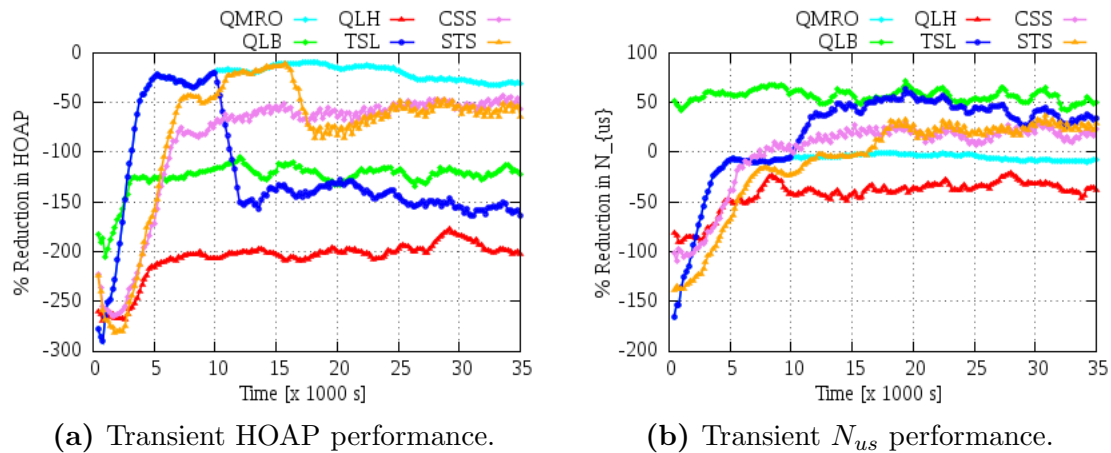 QMRO QLH CSS
QLB TSL STS
0
-50
-100
-150
-200
-250
-300
% Reduction in HOAP
0 5 10 15 20 25 30 35
Time [x 1000 s]
(a) Transient HOAP performance.
QMRO QLH CSS
QLB TSL STS
100
50
0
-50
-100
-150
-200
% Reduction in N_{us}
0 5 10 15 20 25 30 35
Time [x 1000 s]
(b) Transient N_{us} performance.